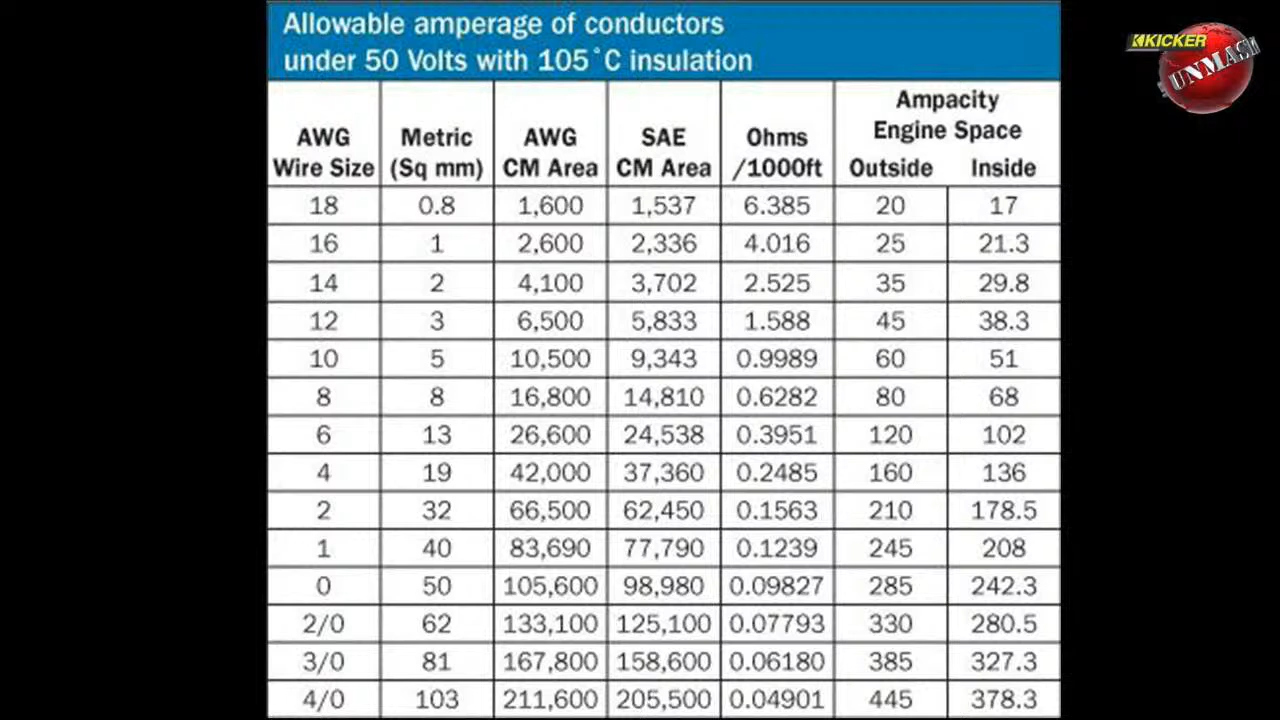 Allowable amperage of conductors
under 50 Volts with 105°C insulation
KICKER
UNMASK
AWG Wire Size Metric (Sq mm) AWG CM Area SAE CM Area Ohms /1000ft Ampacity Engine Space Outside Inside
18 0.8 1,600 1,537 6.385 20 17
16 1 2,600 2,336 4.016 25 21.3
14 2 4,100 3,702 2.525 35 29.8
12 3 6,500 5,833 1.588 45 38.3
10 5 10,500 9,343 0.9989 60 51
8 8 16,800 14,810 0.6282 80 68
6 13 26,600 24,538 0.3951 120 102
4 19 42,000 37,360 0.2485 160 136
2 32 66,500 62,450 0.1563 210 178.5
1 40 83,690 77,790 0.1239 245 208
0 50 105,600 98,980 0.09827 285 242.3
2/0 62 133,100 125,100 0.07793 330 280.5
3/0 81 167,800 158,600 0.06180 385 327.3
4/0 103 211,600 205,500 0.04901 445 378.3